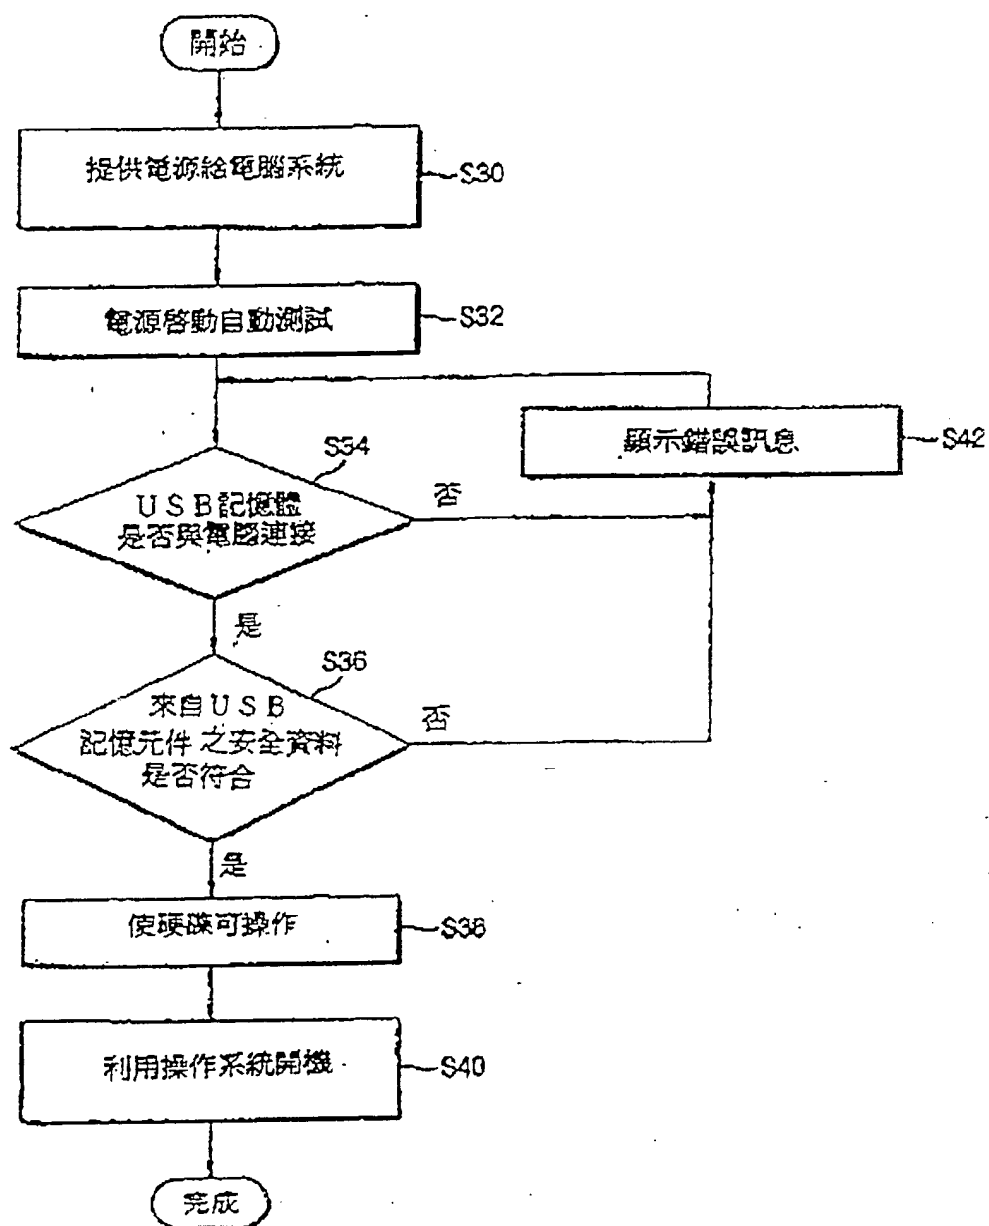 開始
提供電源給電腦系統
S30
電源啓動自動測試
S32
顯示錯誤訊息
S42
S34
USB記憶體
是否與電腦連接
否
是
S36
來自USB
記憶元件之安全資料
是否符合
否
是
使硬碟可操作
S38
利用操作系統開機
S40
完成